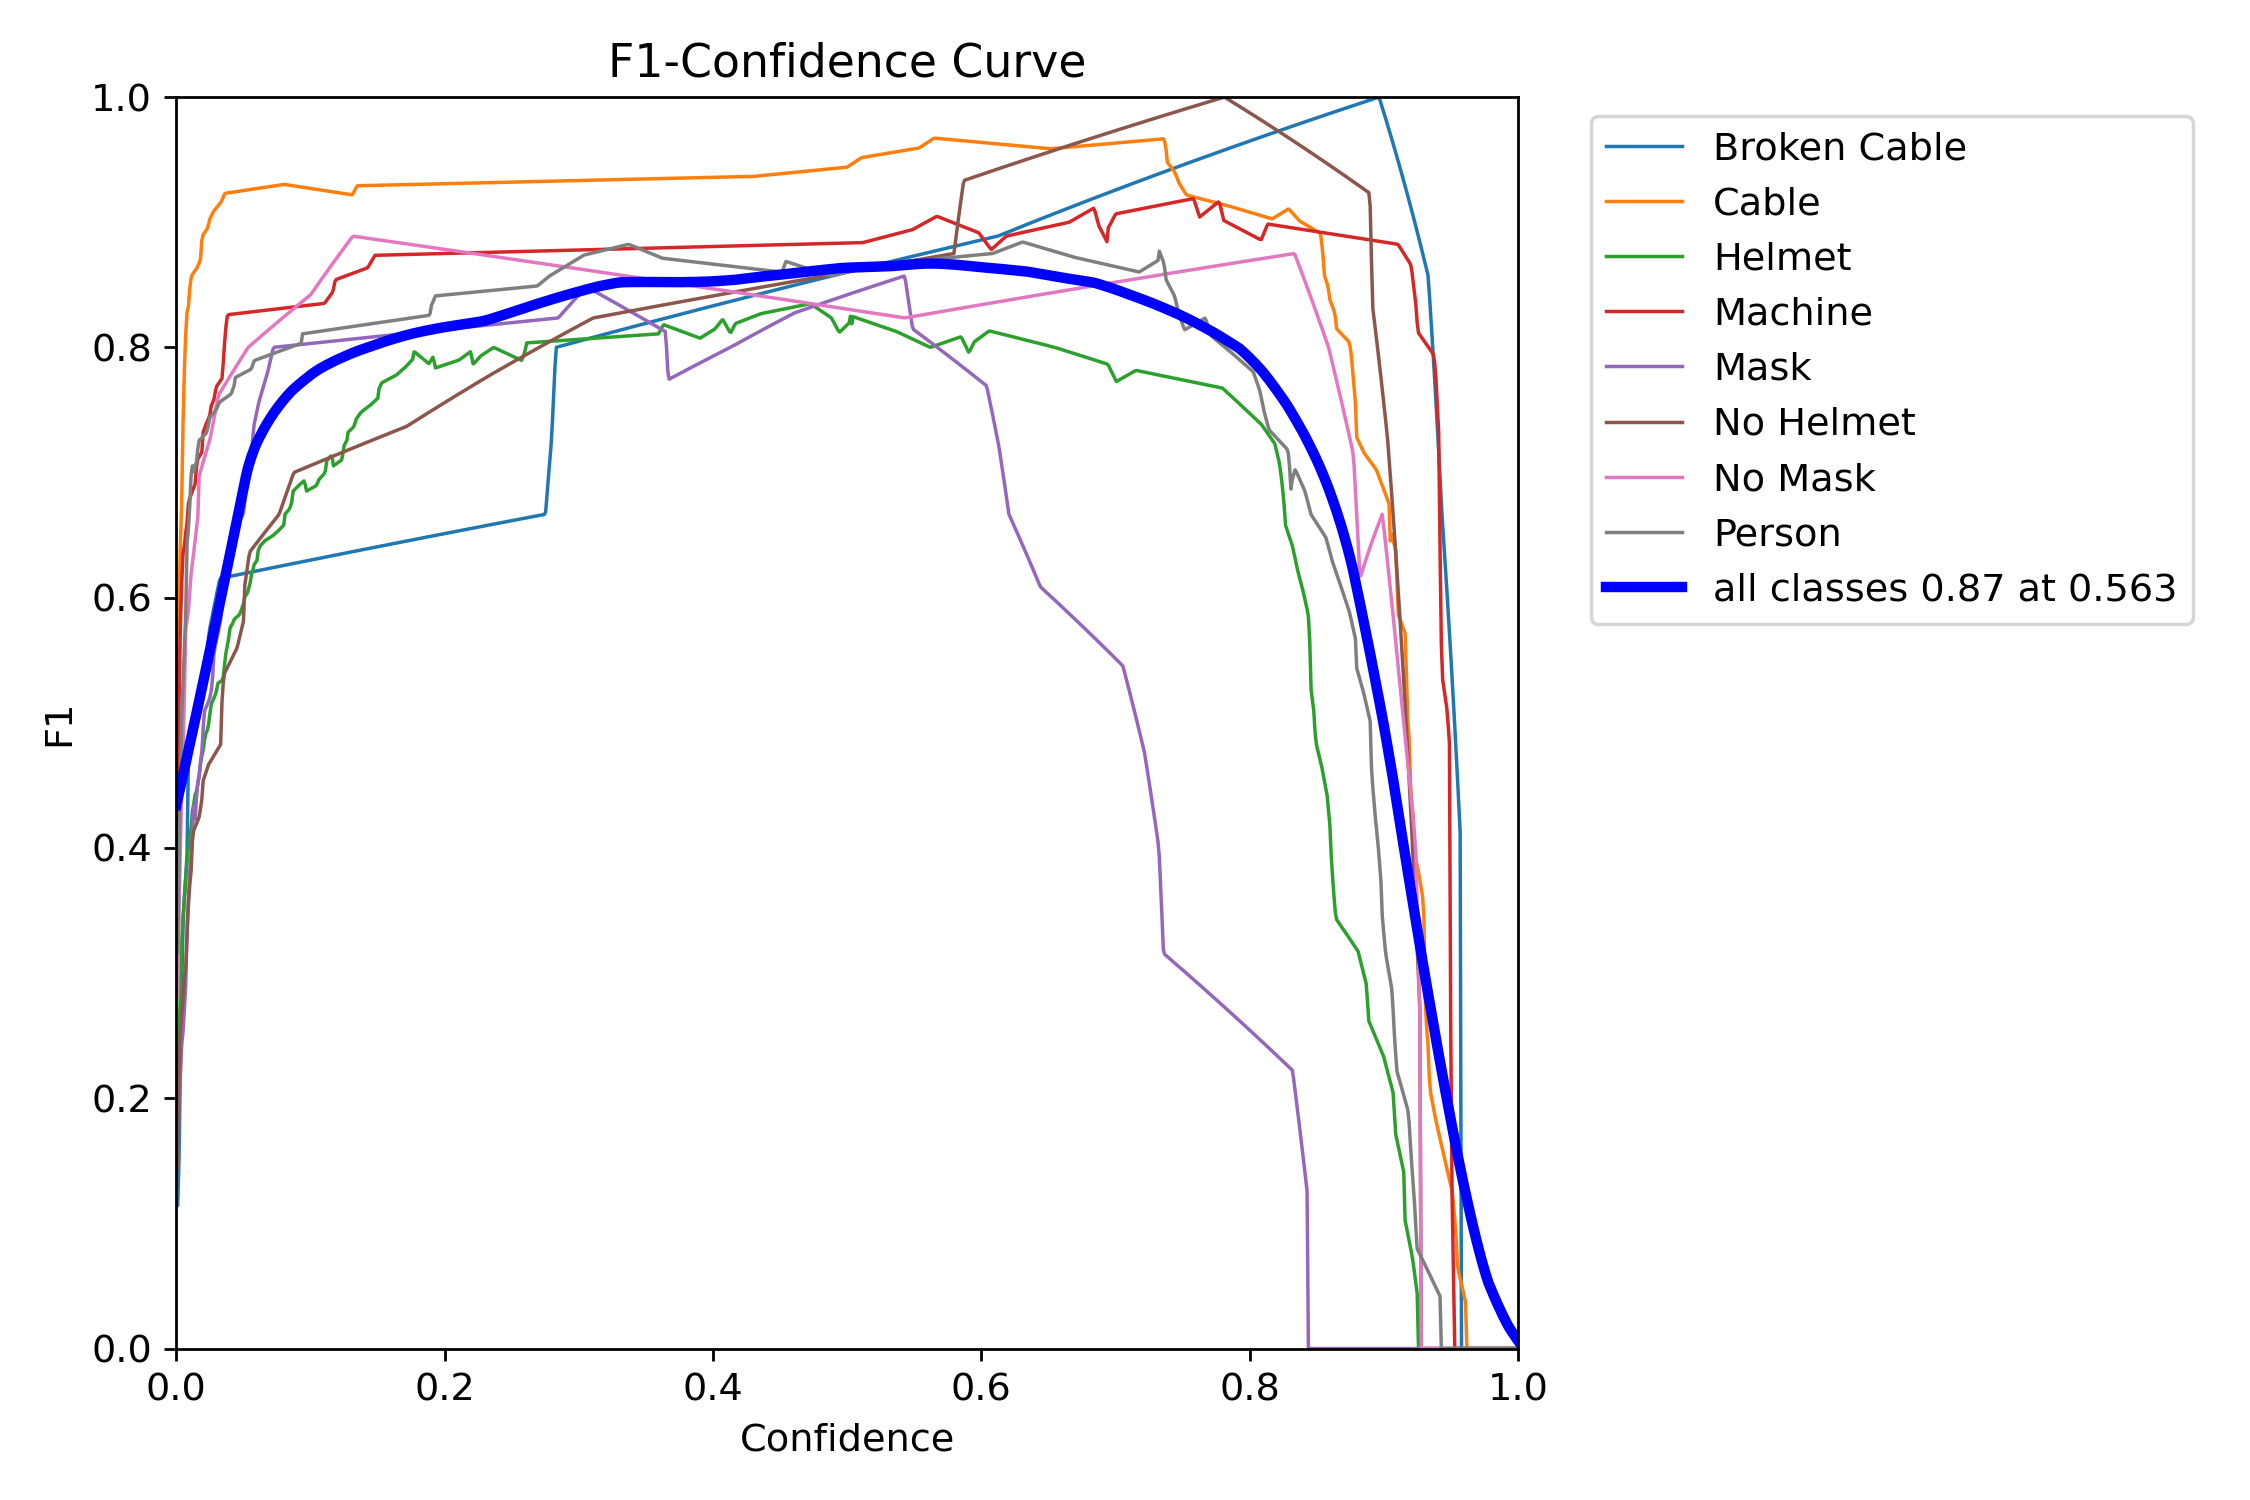 F1-Confidence Curve
1.0
0.8
0.6
0.4
0.2
0.0
F1
0.0 0.2 0.4 0.6 0.8 1.0
Confidence
Broken Cable
Cable
Helmet
Machine
Mask
No Helmet
No Mask
Person
all classes 0.87 at 0.563